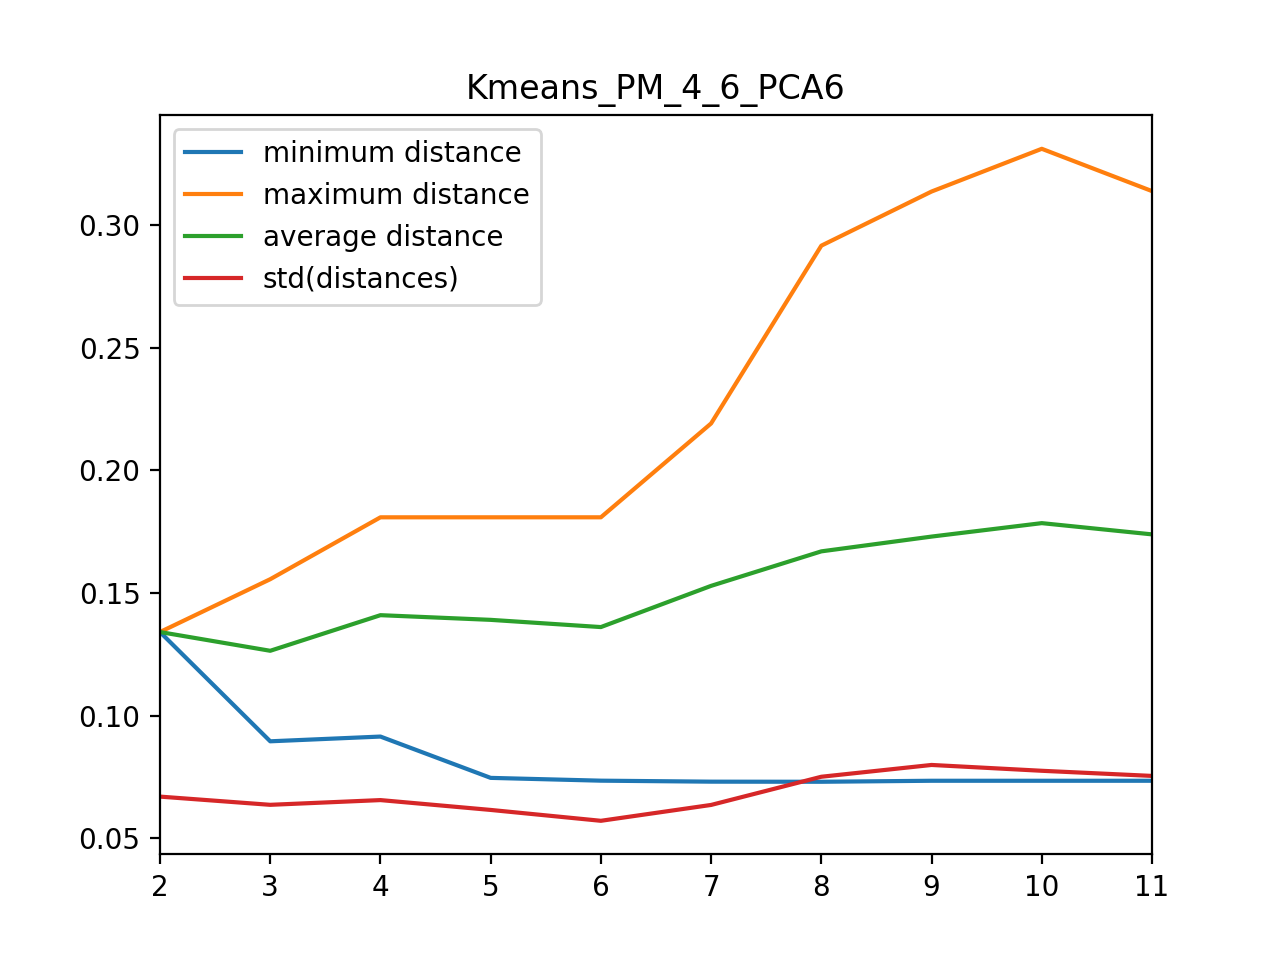 Kmeans_PM_4_6_PCA6
minimum distance
maximum distance
average distance
std(distances)
0.30
0.25
0.20
0.15
0.10
0.05
2 3 4 5 6 7 8 9 10 11